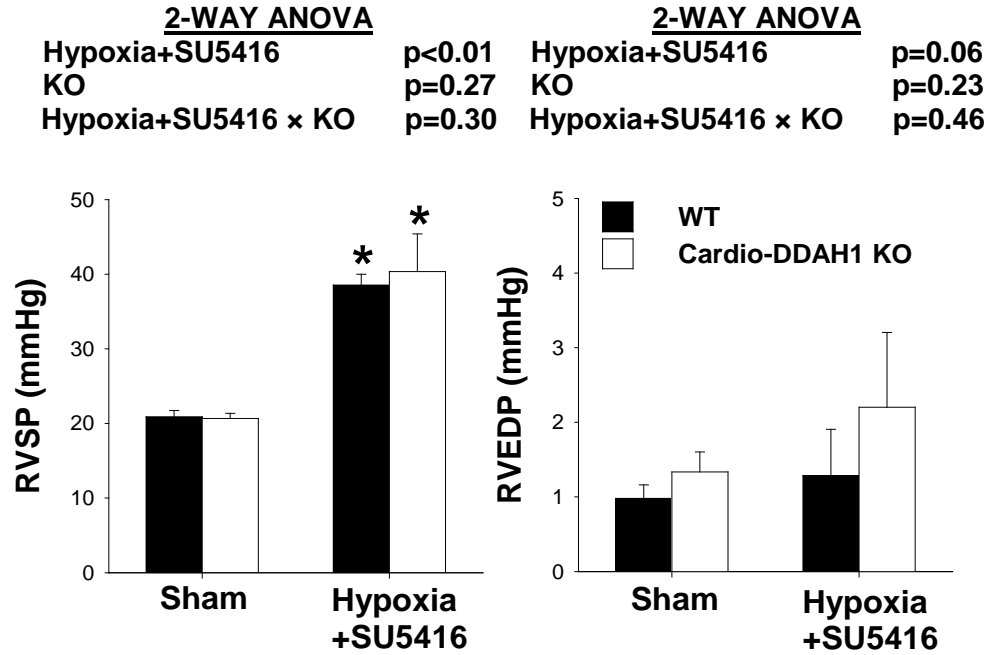 2-WAY ANOVA
Hypoxia+SU5416 p<0.01
KO p=0.27
Hypoxia+SU5416 × KO p=0.30
2-WAY ANOVA
Hypoxia+SU5416 p=0.06
KO p=0.23
Hypoxia+SU5416 × KO p=0.46
RVSP (mmHg)
50
40
30
20
10
0
*
*
Sham
Hypoxia
+SU5416
RVEDP (mmHg)
5
4
3
2
1
0
WT
Cardio-DDAH1 KO
Sham
Hypoxia
+SU5416